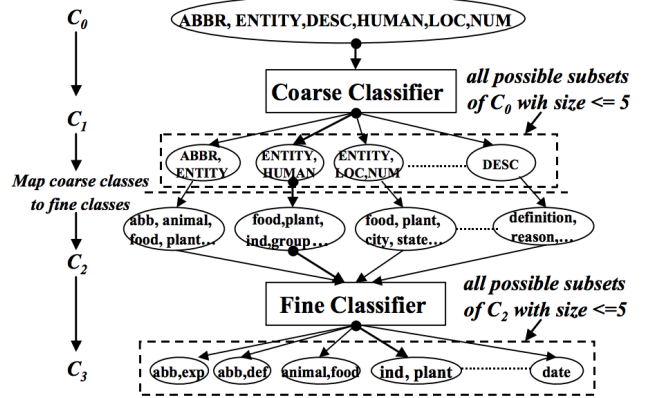 C0
ABBR, ENTITY,DESC,HUMAN,LOC,NUM
Coarse Classifier
all possible subsets
of C0 wih size <= 5
C1
ABBR,
ENTITY
ENTITY,
HUMAN
ENTITY,
LOC,NUM
DESC
Map coarse classes
to fine classes
abb, animal,
food, plant...
food,plant,
ind,group...
food, plant,
city, state...
definition,
reason,...
C2
Fine Classifier
all possible subsets
of C2 with size <=5
C3
abb,exp
abb,def
animal,food
ind, plant
date